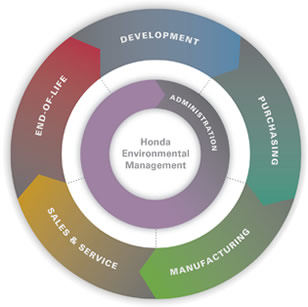 DEVELOPMENT
PURCHASING
MANUFACTURING
SALES & SERVICE
END-OF-LIFE
ADMINISTRATION
Honda
Environmental
Management